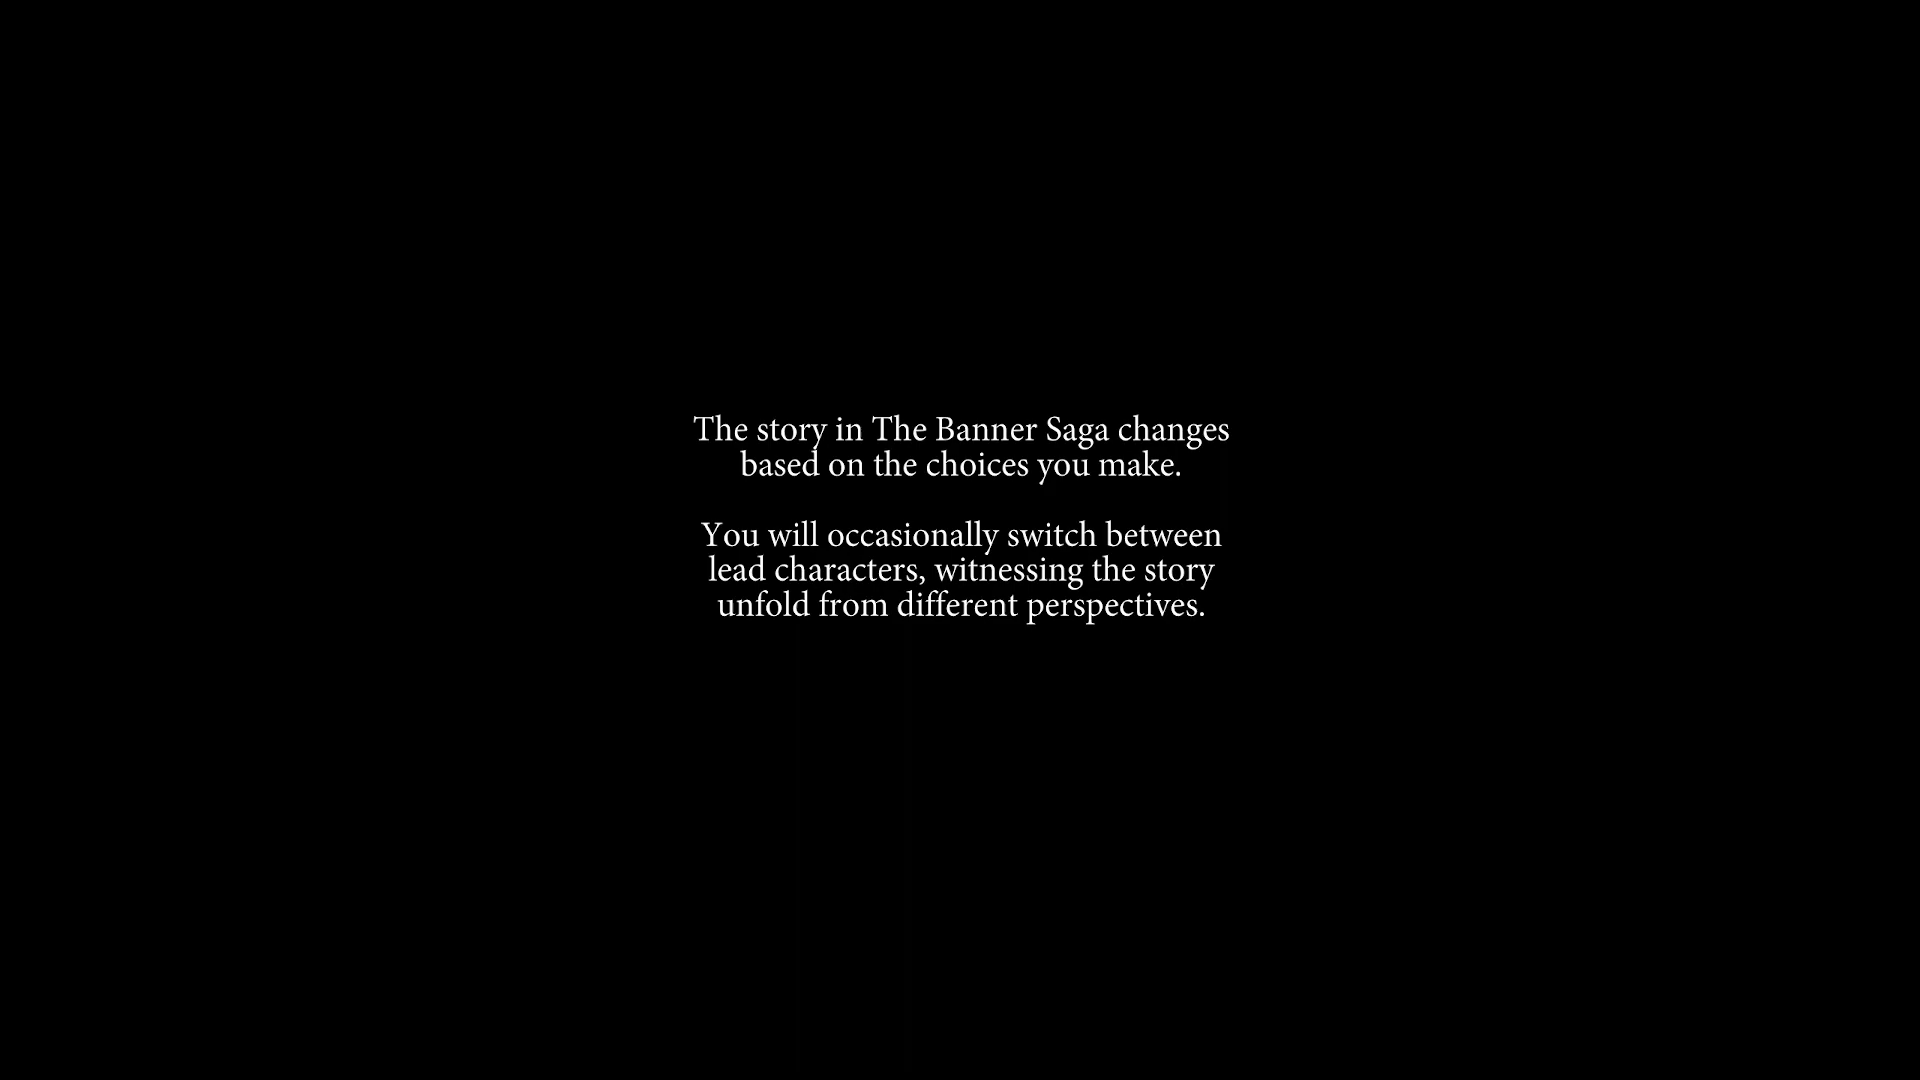 The story in The Banner Saga changes
based on the choices you make.
You will occasionally switch between
lead characters, witnessing the story
unfold from different perspectives.